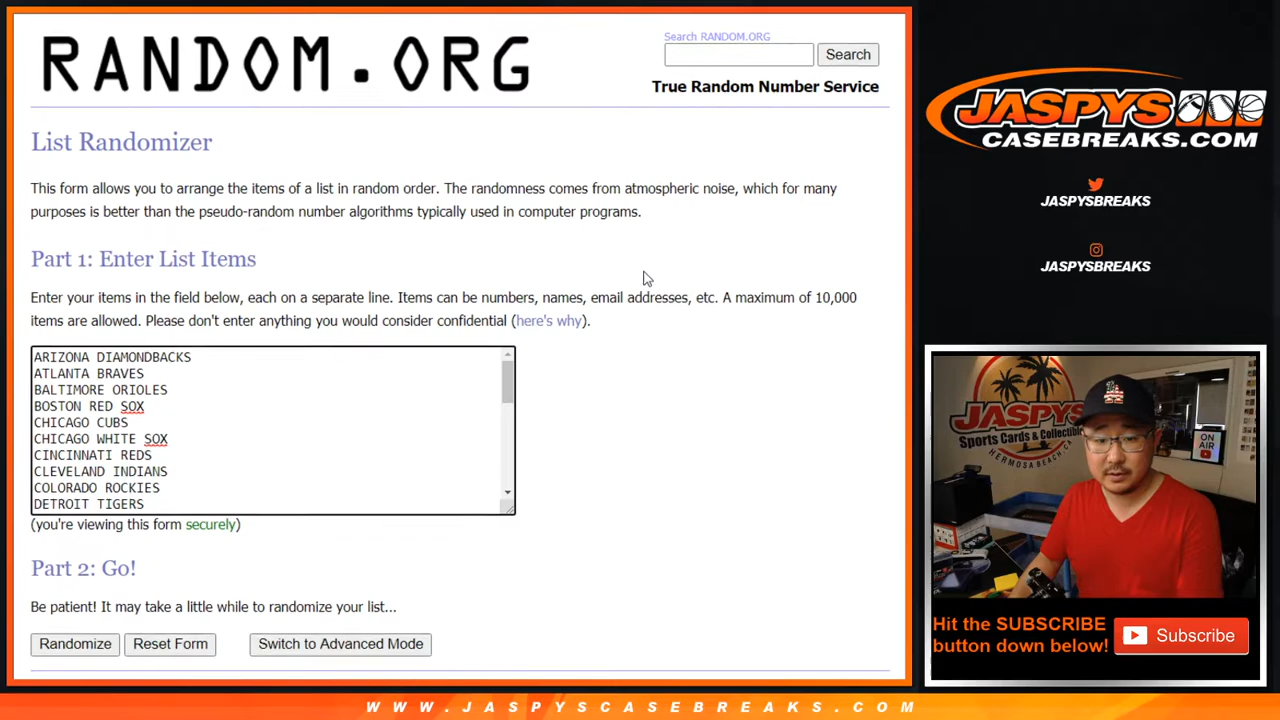 RANDOM.ORG
Search RANDOM.ORG
Search
True Random Number Service
List Randomizer
This form allows you to arrange the items of a list in random order. The randomness comes from atmospheric noise, which for many
purposes is better than the pseudo-random number algorithms typically used in computer programs.
Part 1: Enter List Items
Enter your items in the field below, each on a separate line. Items can be numbers, names, email addresses, etc. A maximum of 10,000
items are allowed. Please don't enter anything you would consider confidential (here's why).
ARIZONA DIAMONDBACKS
ATLANTA BRAVES
BALTIMORE ORIOLES
BOSTON RED SOX
CHICAGO CUBS
CHICAGO WHITE SOX
CINCINNATI REDS
CLEVELAND INDIANS
COLORADO ROCKIES
DETROIT TIGERS
(you're viewing this form securely)
Part 2: Go!
Be patient! It may take a little while to randomize your list...
Randomize
Reset Form
Switch to Advanced Mode
JASPYS
CASEBREAKS.COM
JASPYSBREAKS
JASPYSBREAKS
JASPYS
Sports Cards & Collectibles
HERMOSA BEACH CA
ON
AIR
Hit the SUBSCRIBE
button down below!
Subscribe
WWW.JASPYSCASEBREAKS.COM